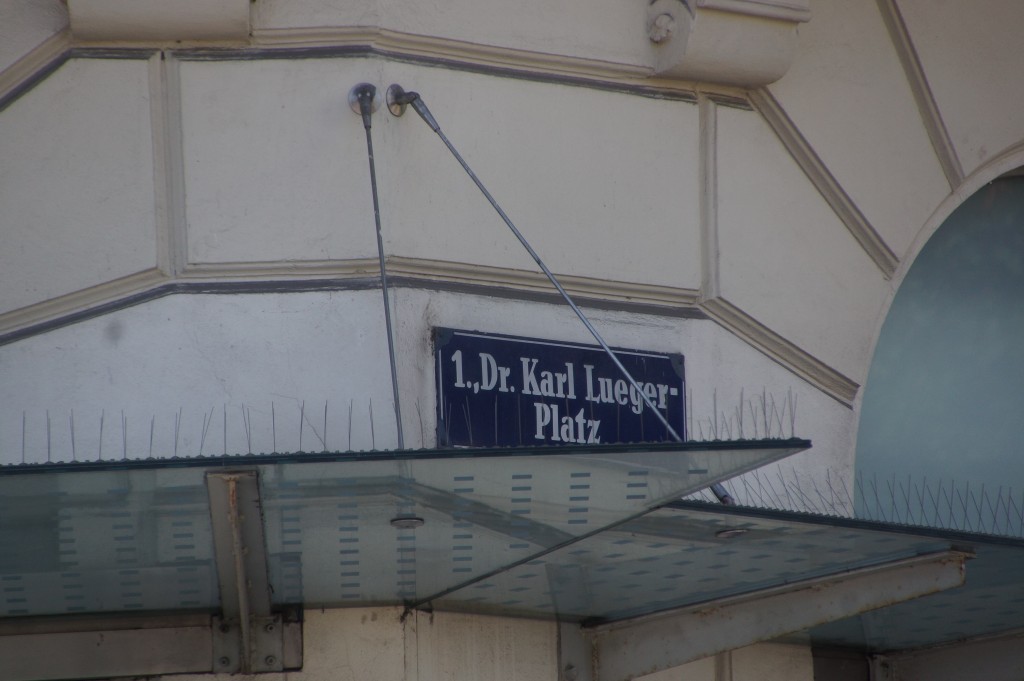 1.,Dr. Karl Lueger-
Platz